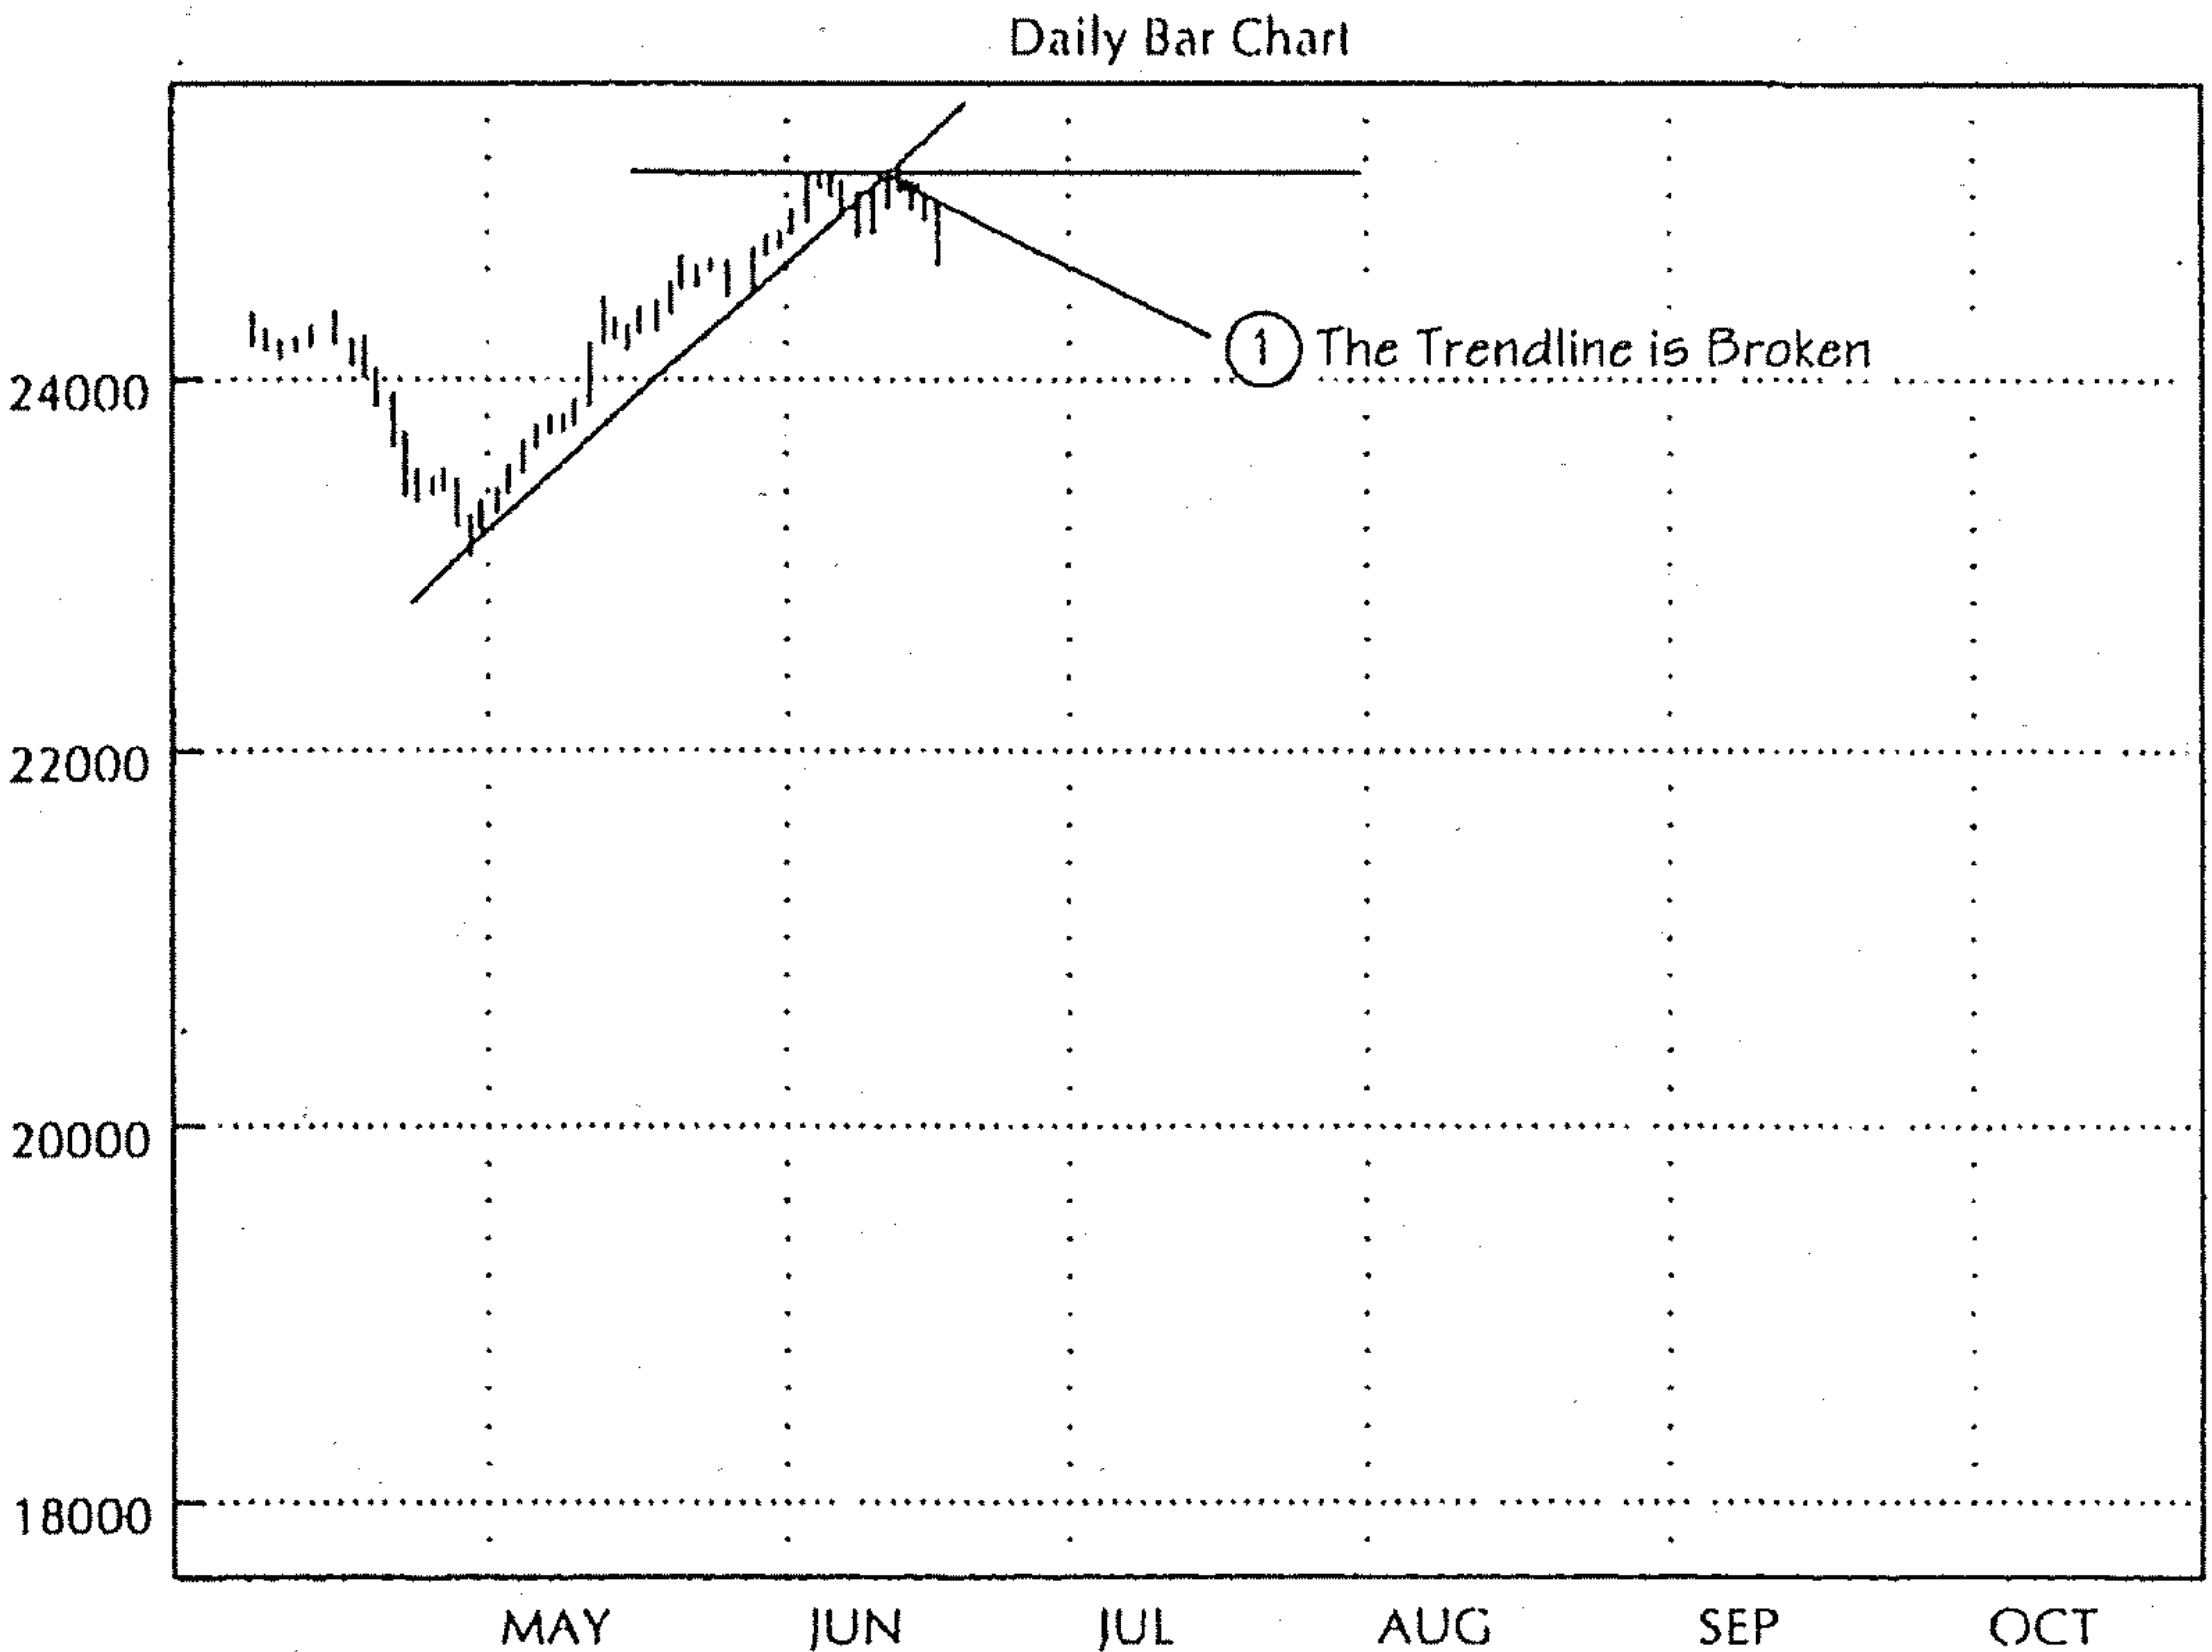 Daily Bar Chart
1 The Trendline is Broken
24000
22000
20000
18000
MAY JUN JUL AUG SEP OCT